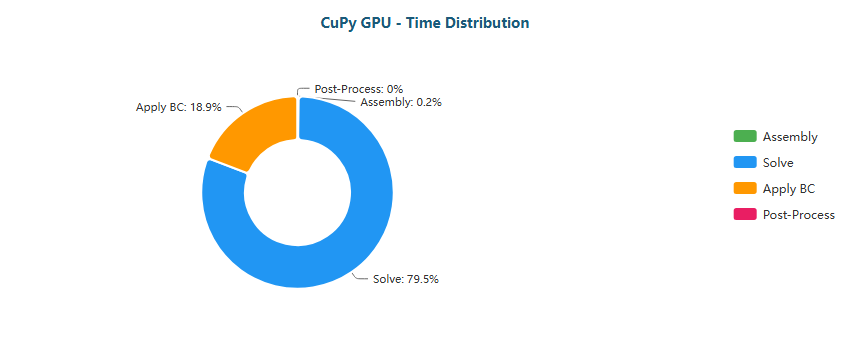 CuPy GPU - Time Distribution
Post-Process: 0%
Assembly: 0.2%
Apply BC: 18.9%
Solve: 79.5%
Assembly
Solve
Apply BC
Post-Process